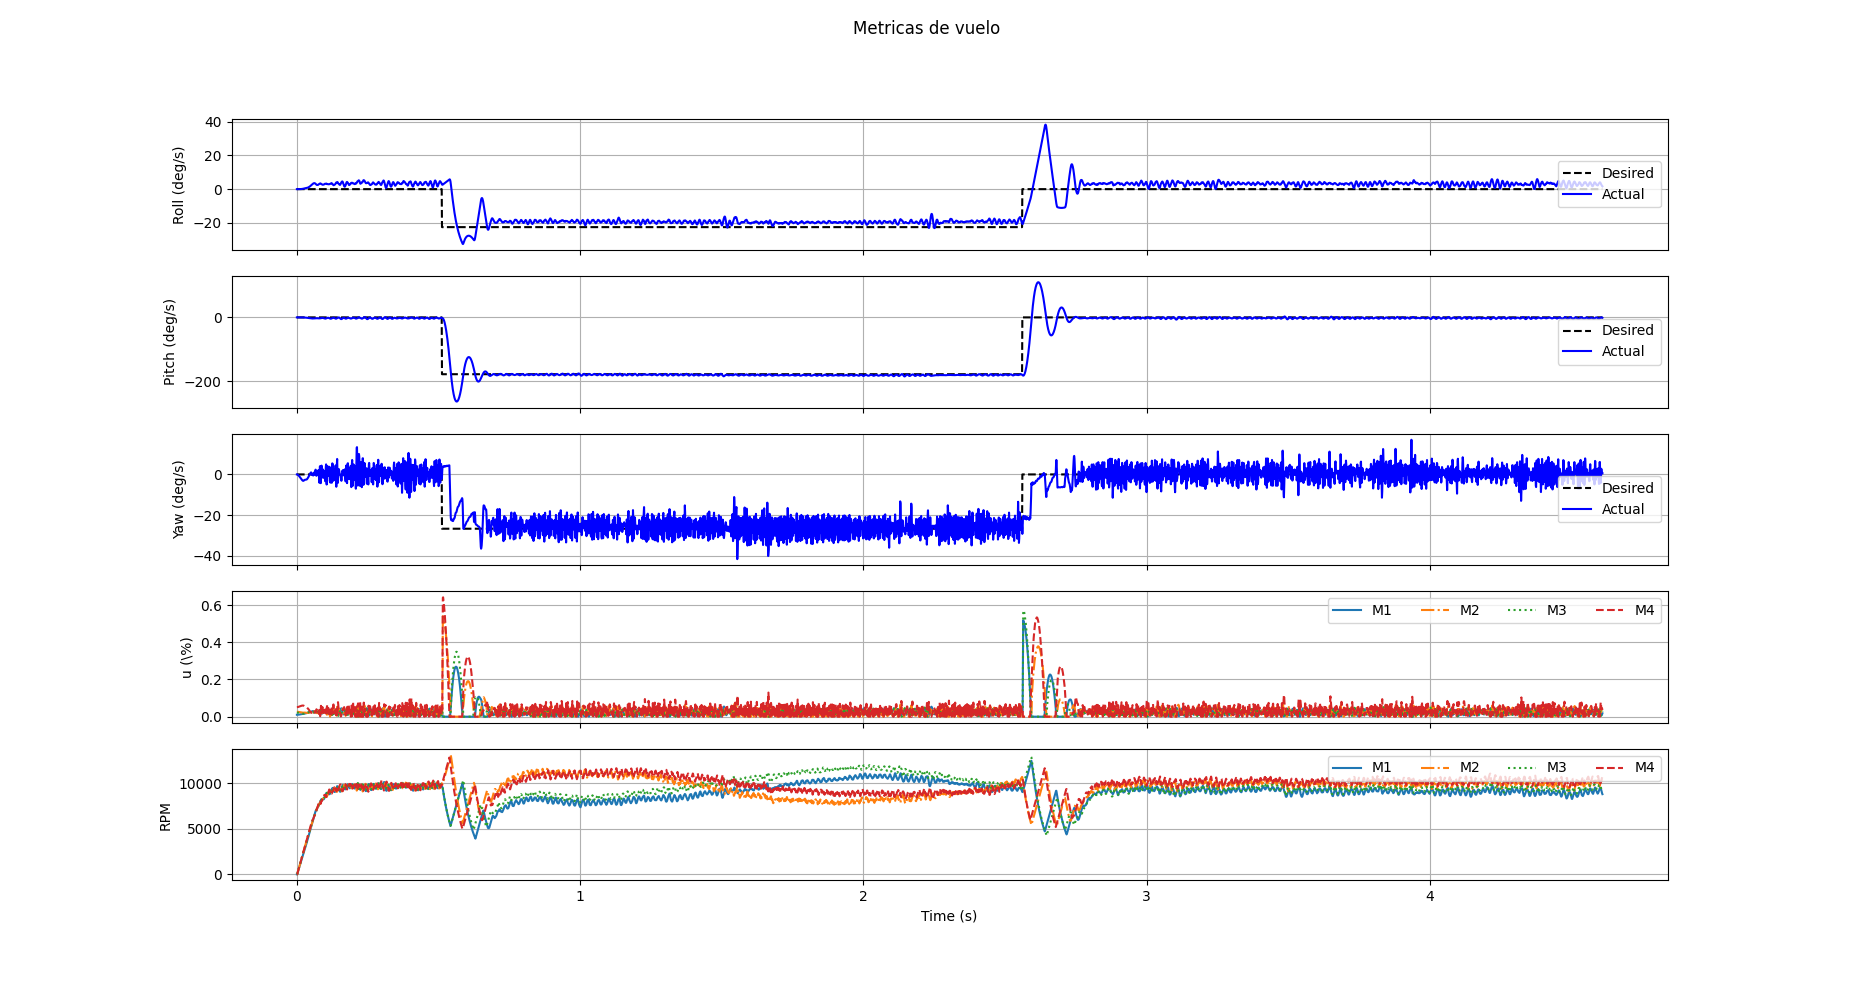 Metricas de vuelo
Roll (deg/s)
40
20
0
−20
Desired
Actual
Pitch (deg/s)
0
−200
Desired
Actual
Yaw (deg/s)
0
−20
−40
Desired
Actual
u (\%)
0.6
0.4
0.2
0.0
M1 M2 M3 M4
RPM
10000
5000
0
M1 M2 M3 M4
0 1 2 3 4
Time (s)